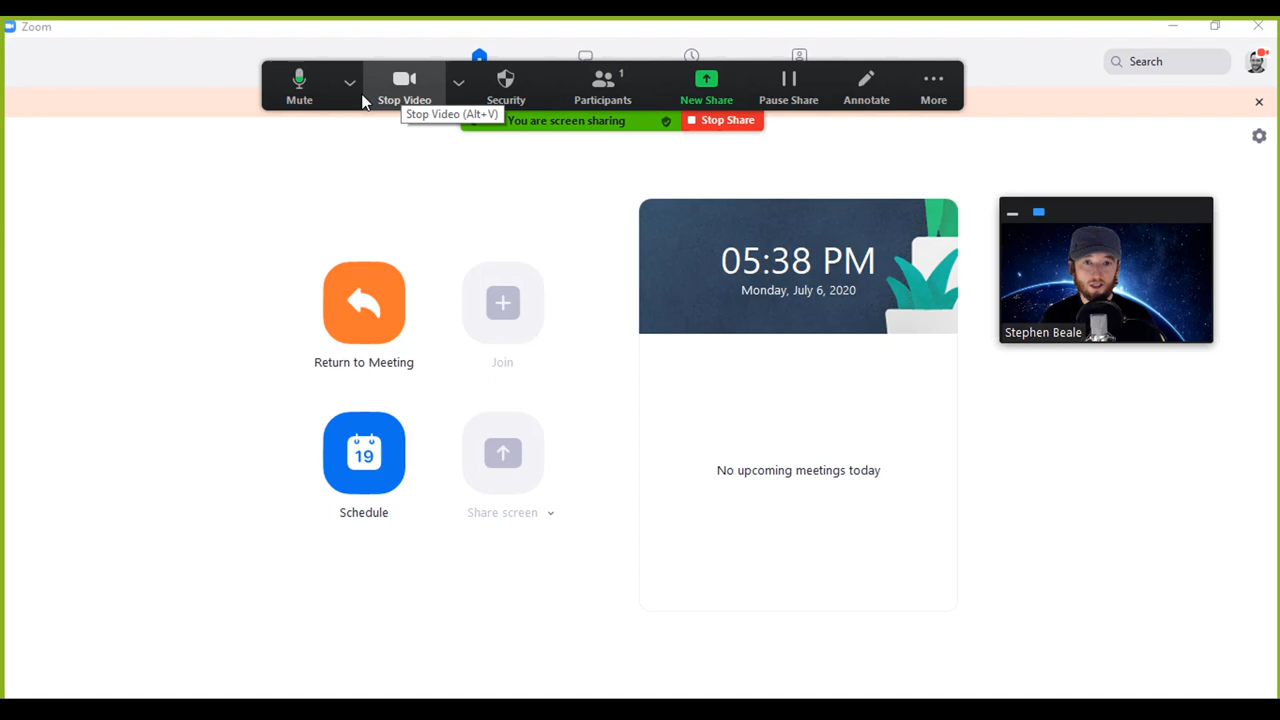 Zoom
Search
Mute
Stop Video
Security
Participants
1
New Share
Pause Share
Annotate
More
Stop Video (Alt+V)
You are screen sharing
Stop Share
05:38 PM
Monday, July 6, 2020
Stephen Beale
Return to Meeting
Join
19
Schedule
Share screen
No upcoming meetings today